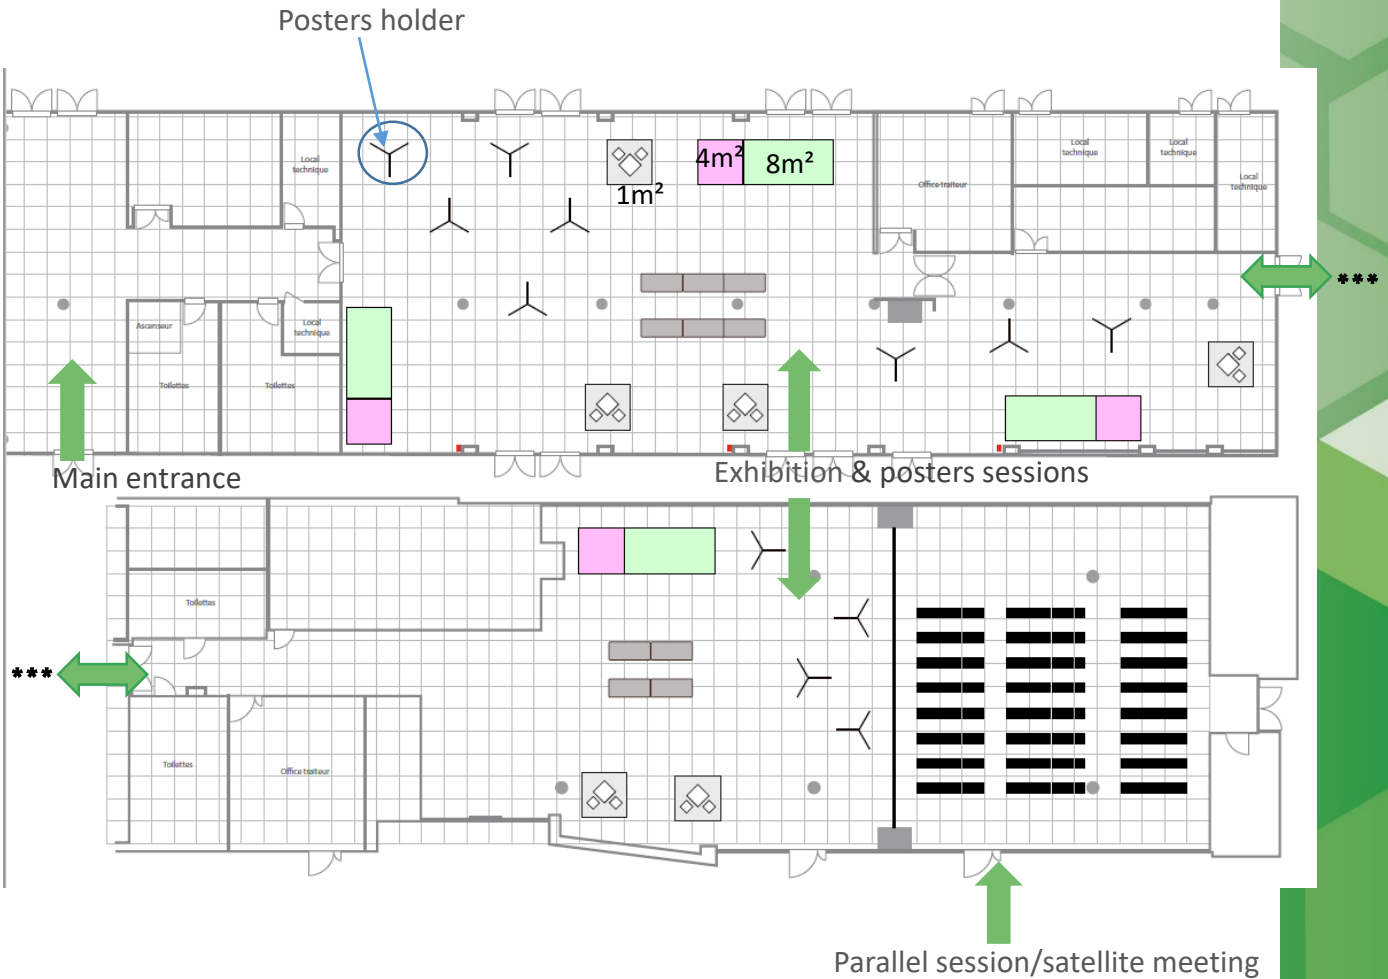 Posters holder
Local
technique
4m²
8m²
1m²
Office traiteur
Local
technique
Local
technique
Local
technique
***
Ascenseur
Local
technique
Toilettes
Toilettes
Main entrance
Exhibition & posters sessions
Toilettes
***
Toilettes
Office traiteur
Parallel session/satellite meeting